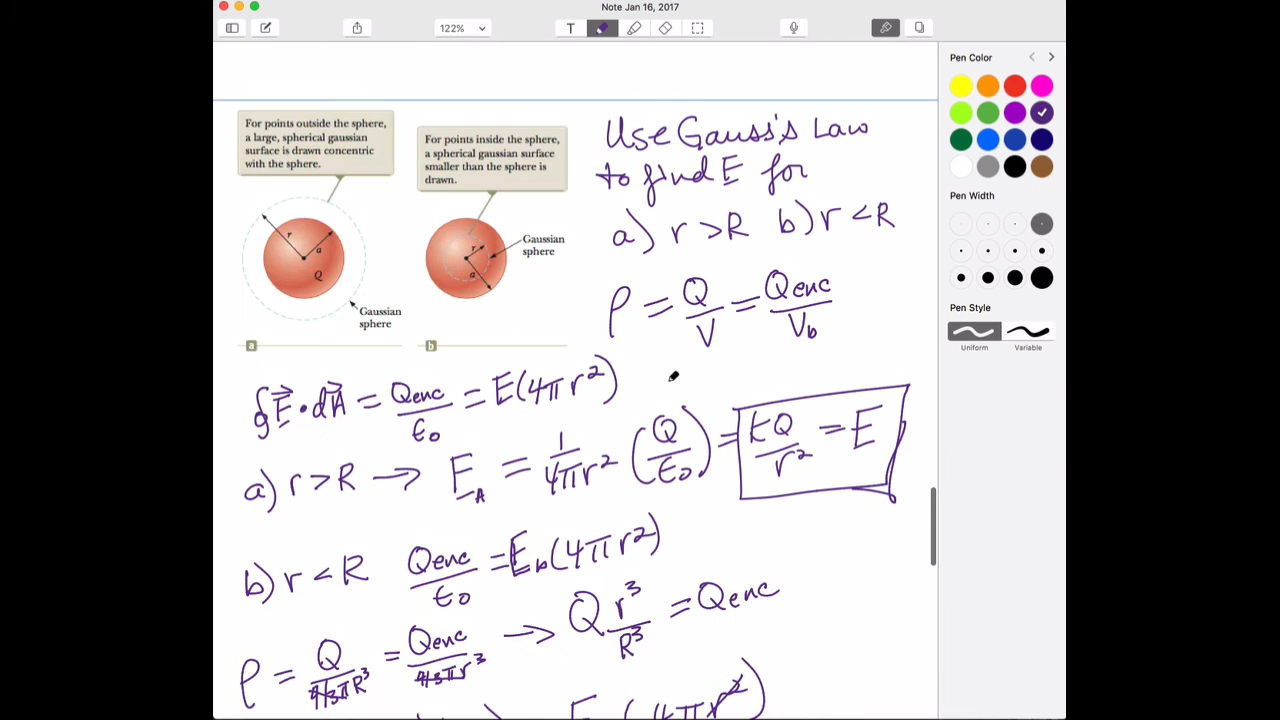 Note Jan 16, 2017
122%
T
Pen Color
Pen Width
Pen Style
Uniform
Variable
For points outside the sphere,
a large, spherical gaussian
surface is drawn concentric
with the sphere.
r
a
Q
Gaussian
sphere
a
For points inside the sphere,
a spherical gaussian surface
smaller than the sphere is
drawn.
r
a
Gaussian
sphere
b
Use Gauss's Law
to find E for
a) r > R b) r < R
ρ = Q/V = Qenc/Vb
∮E⃗ • dA⃗ = Qenc/ϵ0 = E(4πr²)
a) r > R → EA = 1/4πr² (Q/ϵ0) = kQ/r² = E
b) r < R Qenc/ϵ0 = Eb(4πr²)
ρ = Q/4/3πR³ = Qenc/4/3πr³ → Q r³/R³ = Qenc